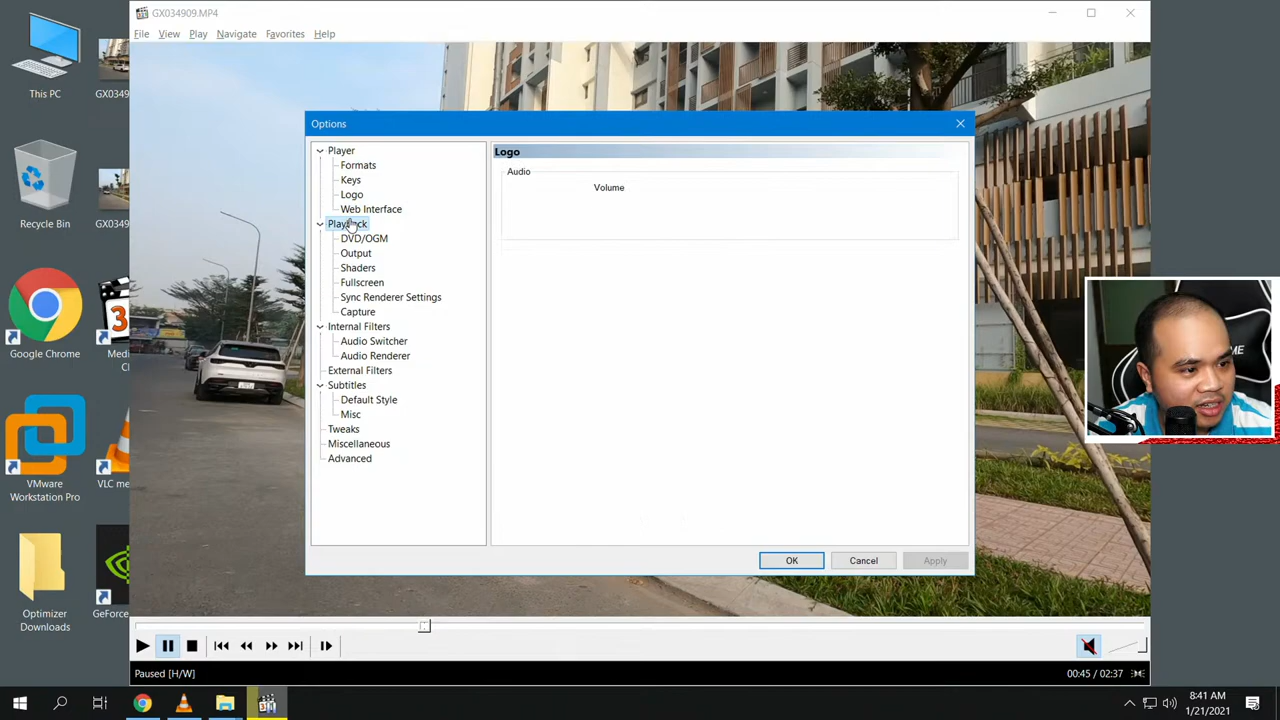 GX034909.MP4
File View Play Navigate Favorites Help
This PC
GX0349
Recycle Bin
GX0349
Google Chrome
Medi
Cl
VMware
Workstation Pro
VLC me
Optimizer
Downloads
GeForce
Options
Player
Formats
Keys
Logo
Web Interface
Playback
DVD/OGM
Output
Shaders
Fullscreen
Sync Renderer Settings
Capture
Internal Filters
Audio Switcher
Audio Renderer
External Filters
Subtitles
Default Style
Misc
Tweaks
Miscellaneous
Advanced
Logo
Audio
Volume
OK
Cancel
Apply
Paused [H/W]
00:45 / 02:37
8:41 AM
1/21/2021